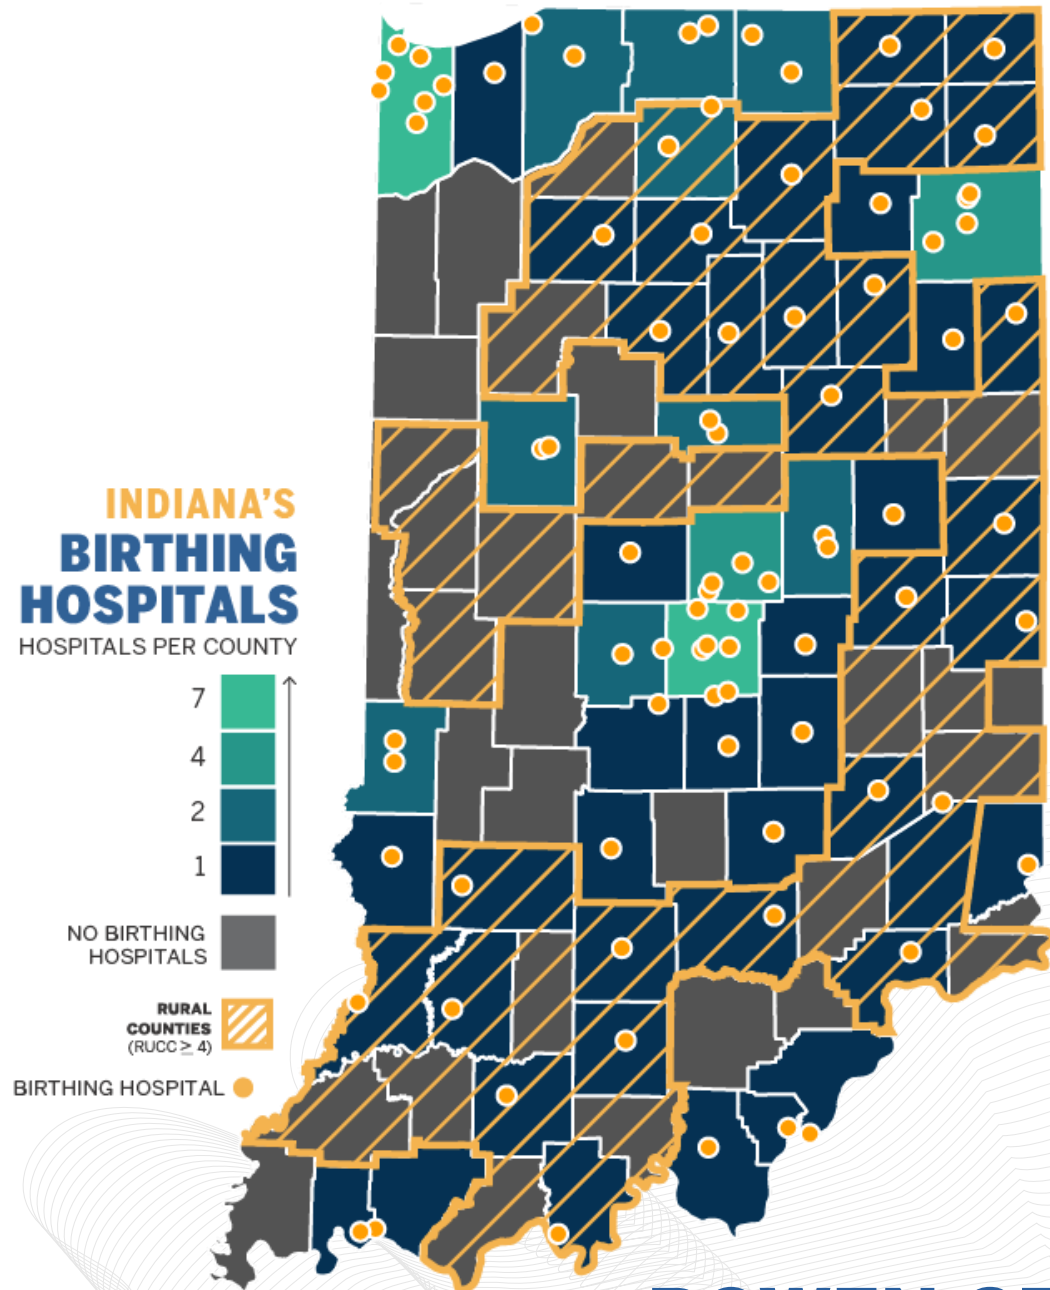 INDIANA'S
BIRTHING
HOSPITALS
HOSPITALS PER COUNTY
7
4
2
1
NO BIRTHING
HOSPITALS
RURAL
COUNTIES
(RUCC ≥ 4)
BIRTHING HOSPITAL